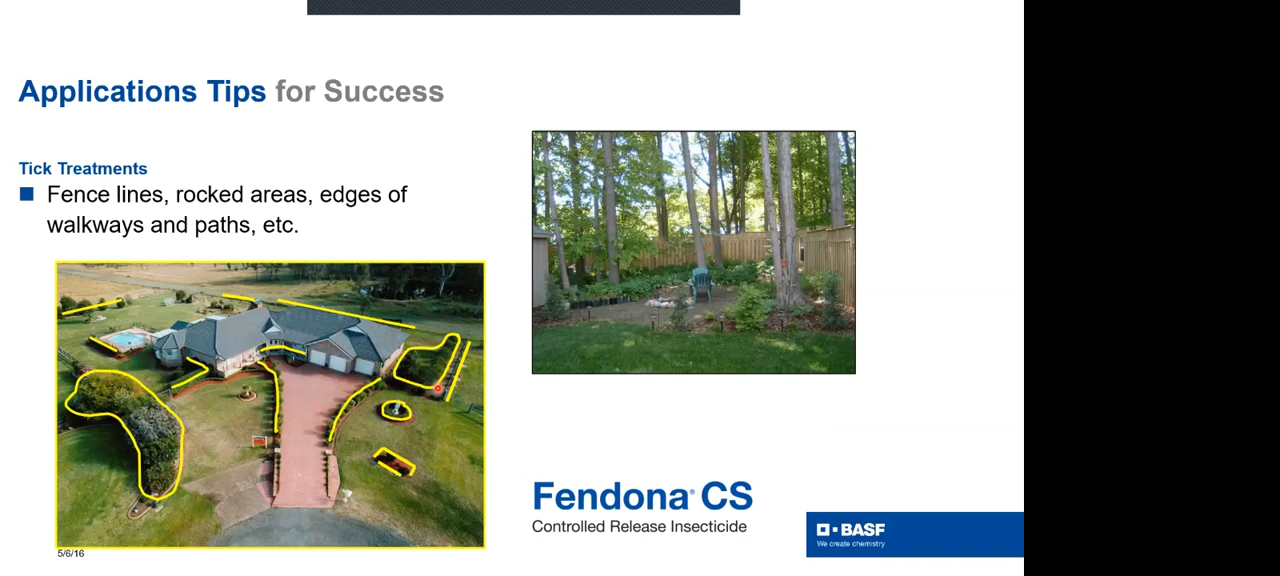 Applications Tips for Success
Tick Treatments
Fence lines, rocked areas, edges of
walkways and paths, etc.
5/6/16
Fendona® CS
Controlled Release Insecticide
BASF
We create chemistry